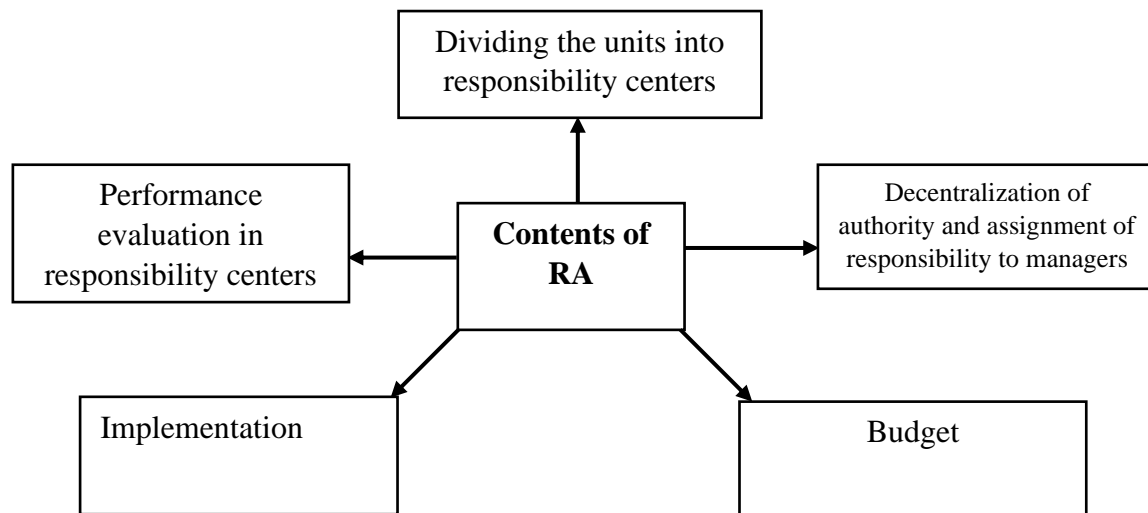 Dividing the units into
responsibility centers
Performance
evaluation in
responsibility centers
Contents of
RA
Decentralization of
authority and assignment of
responsibility to managers
Implementation
Budget